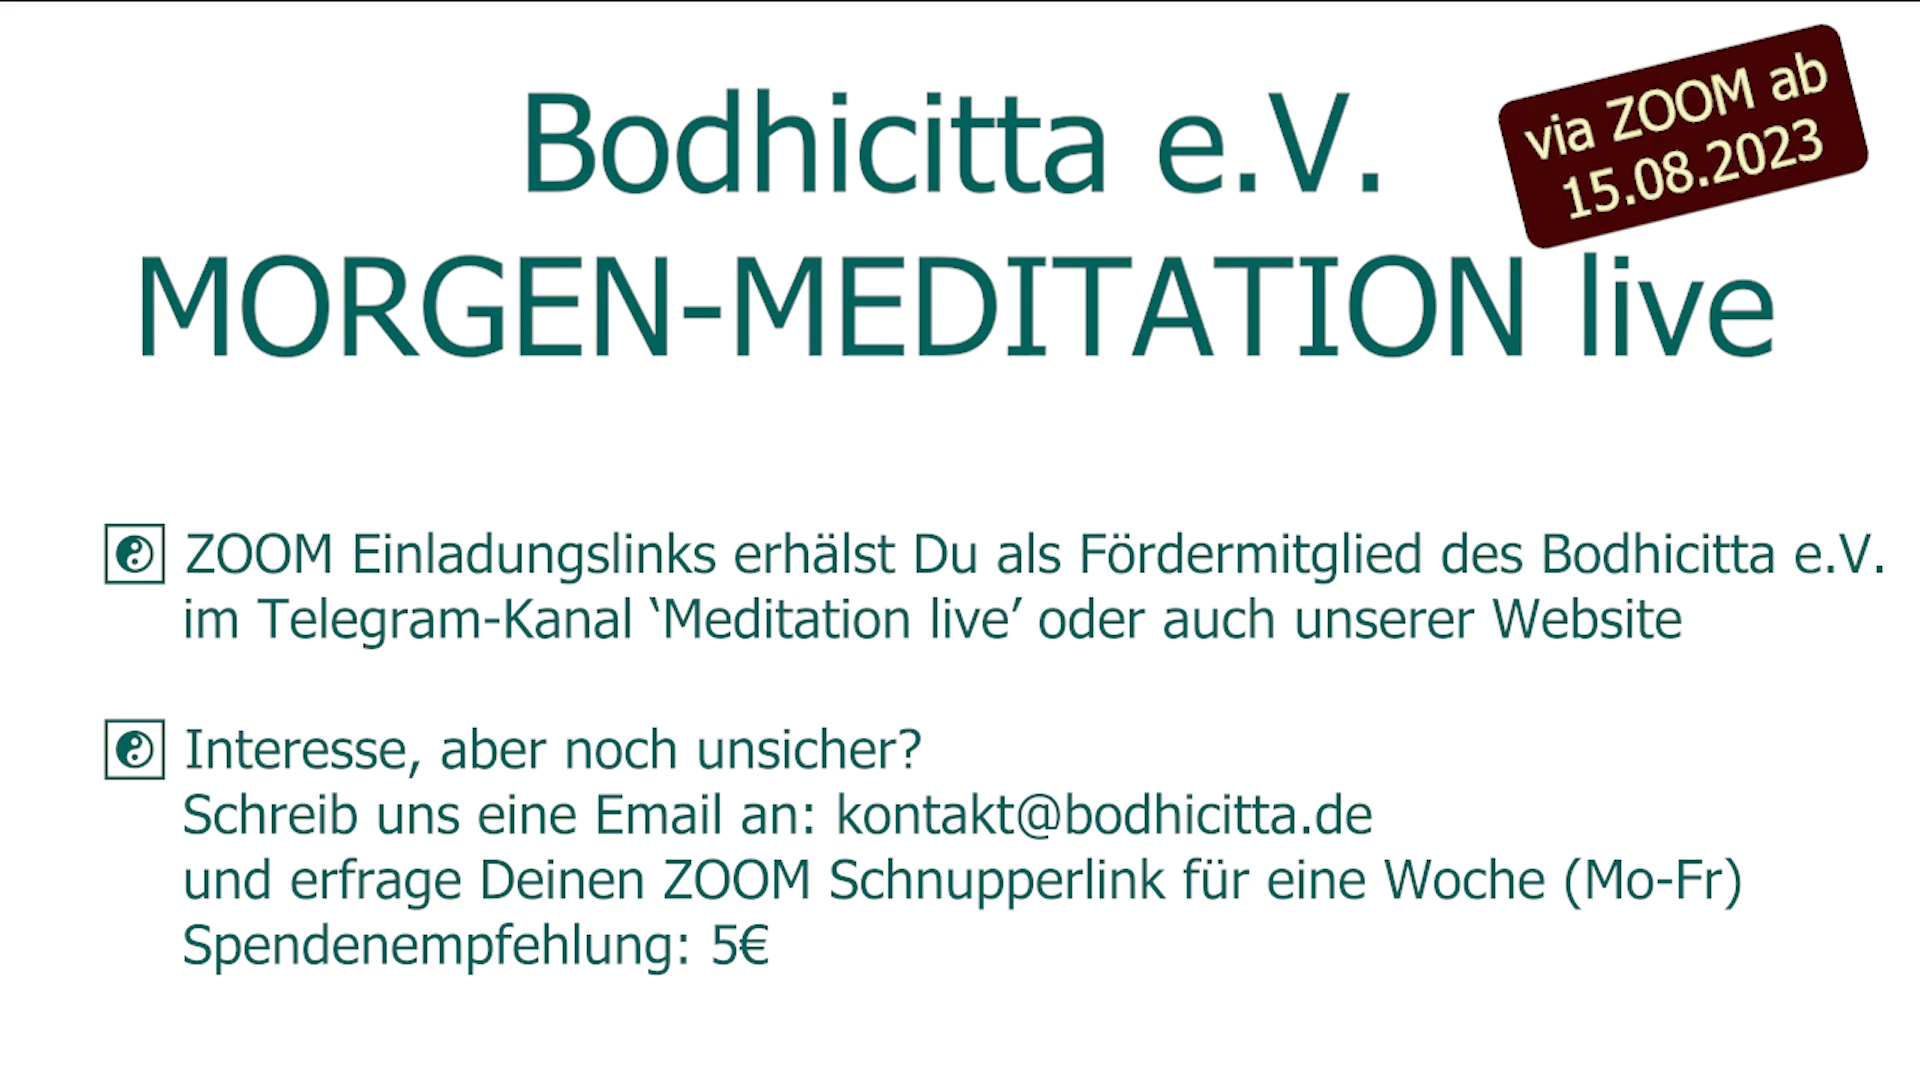 Bodhicitta e.V.
via ZOOM ab
15.08.2023
MORGEN-MEDITATION live
ZOOM Einladungslinks erhälst Du als Fördermitglied des Bodhicitta e.V.
im Telegram-Kanal ‘Meditation live’ oder auch unserer Website
Interesse, aber noch unsicher?
Schreib uns eine Email an: kontakt@bodhicitta.de
und erfrage Deinen ZOOM Schnupperlink für eine Woche (Mo-Fr)
Spendenempfehlung: 5€